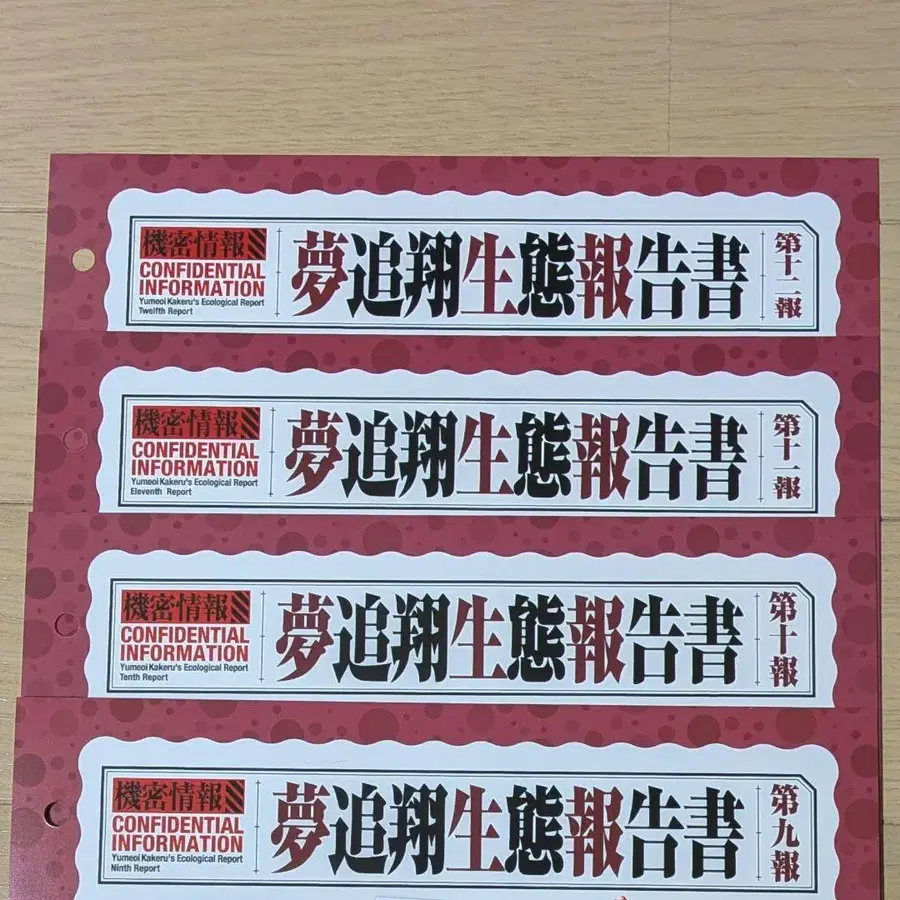 機密情報
CONFIDENTIAL
INFORMATION
Yumeoi Kakeru's Ecological Report
Twelfth Report
夢追翔生態報告書
第十二報
機密情報
CONFIDENTIAL
INFORMATION
Yumeoi Kakeru's Ecological Report
Eleventh Report
夢追翔生態報告書
第十一報
機密情報
CONFIDENTIAL
INFORMATION
Yumeoi Kakeru's Ecological Report
Tenth Report
夢追翔生態報告書
第十報
機密情報
CONFIDENTIAL
INFORMATION
Yumeoi Kakeru's Ecological Report
Ninth Report
夢追翔生態報告書
第九報